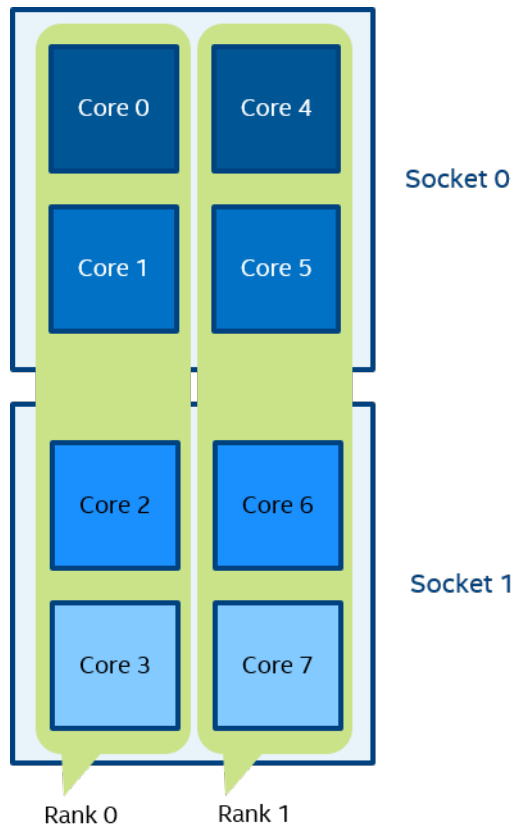 Core 0
Core 4
Socket 0
Core 1
Core 5
Core 2
Core 6
Socket 1
Core 3
Core 7
Rank 0
Rank 1